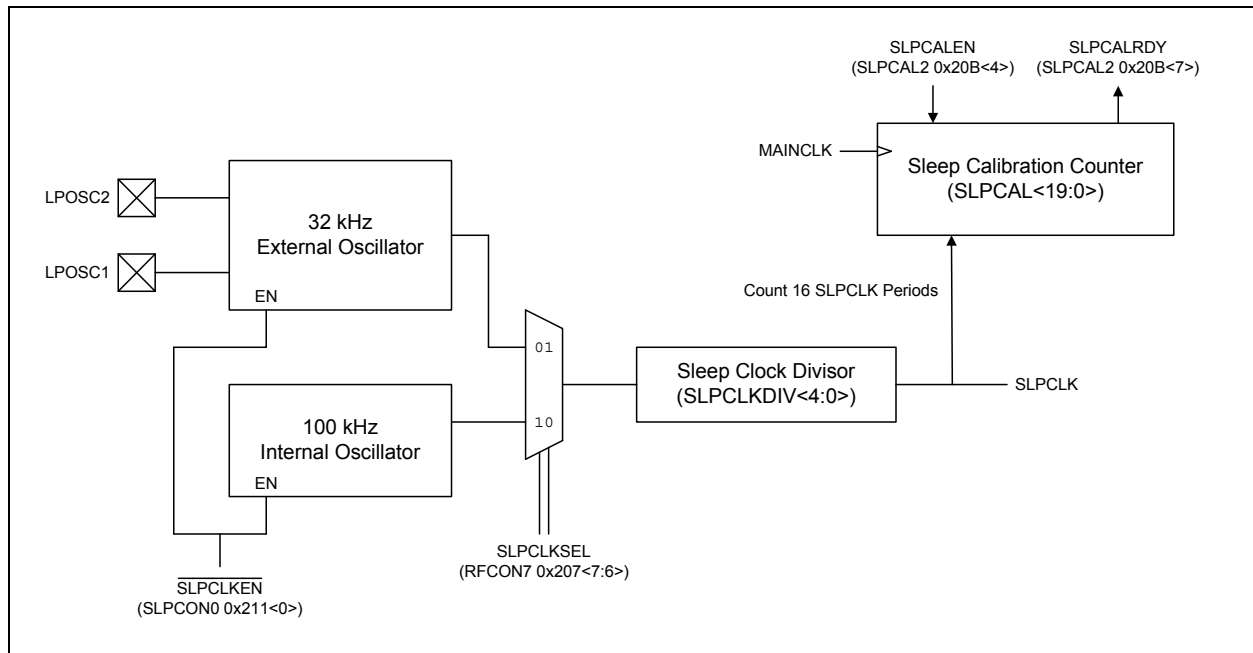 SLPCALEN
(SLPCAL2 0x20B<4>)
SLPCALRDY
(SLPCAL2 0x20B<7>)
MAINCLK
Sleep Calibration Counter
(SLPCAL<19:0>)
LPOSC2
LPOSC1
32 kHz
External Oscillator
EN
Count 16 SLPCLK Periods
01
10
Sleep Clock Divisor
(SLPCLKDIV<4:0>)
SLPCLK
100 kHz
Internal Oscillator
EN
SLPCLKEN
(SLPCON0 0x211<0>)
SLPCLKSEL
(RFCON7 0x207<7:6>)